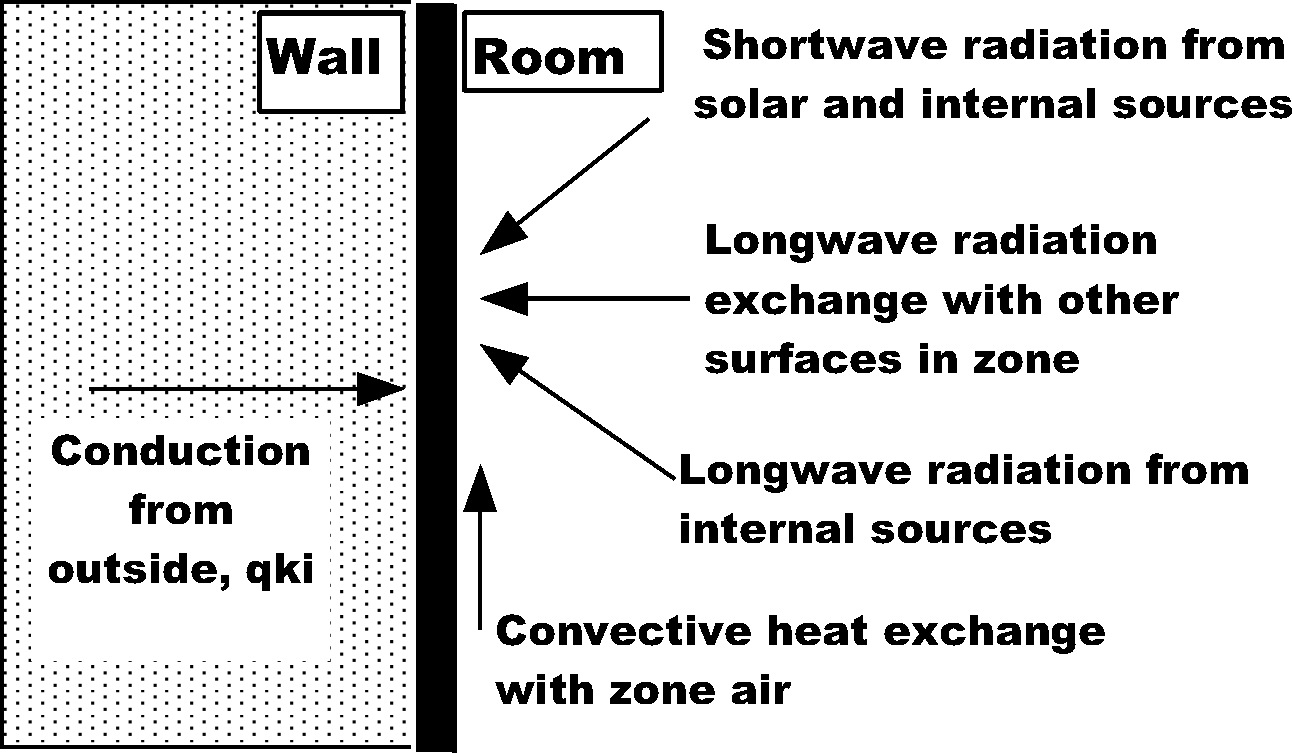 Wall
Room
Shortwave radiation from
solar and internal sources
Longwave radiation
exchange with other
surfaces in zone
Conduction
from
outside, qki
Longwave radiation from
internal sources
Convective heat exchange
with zone air